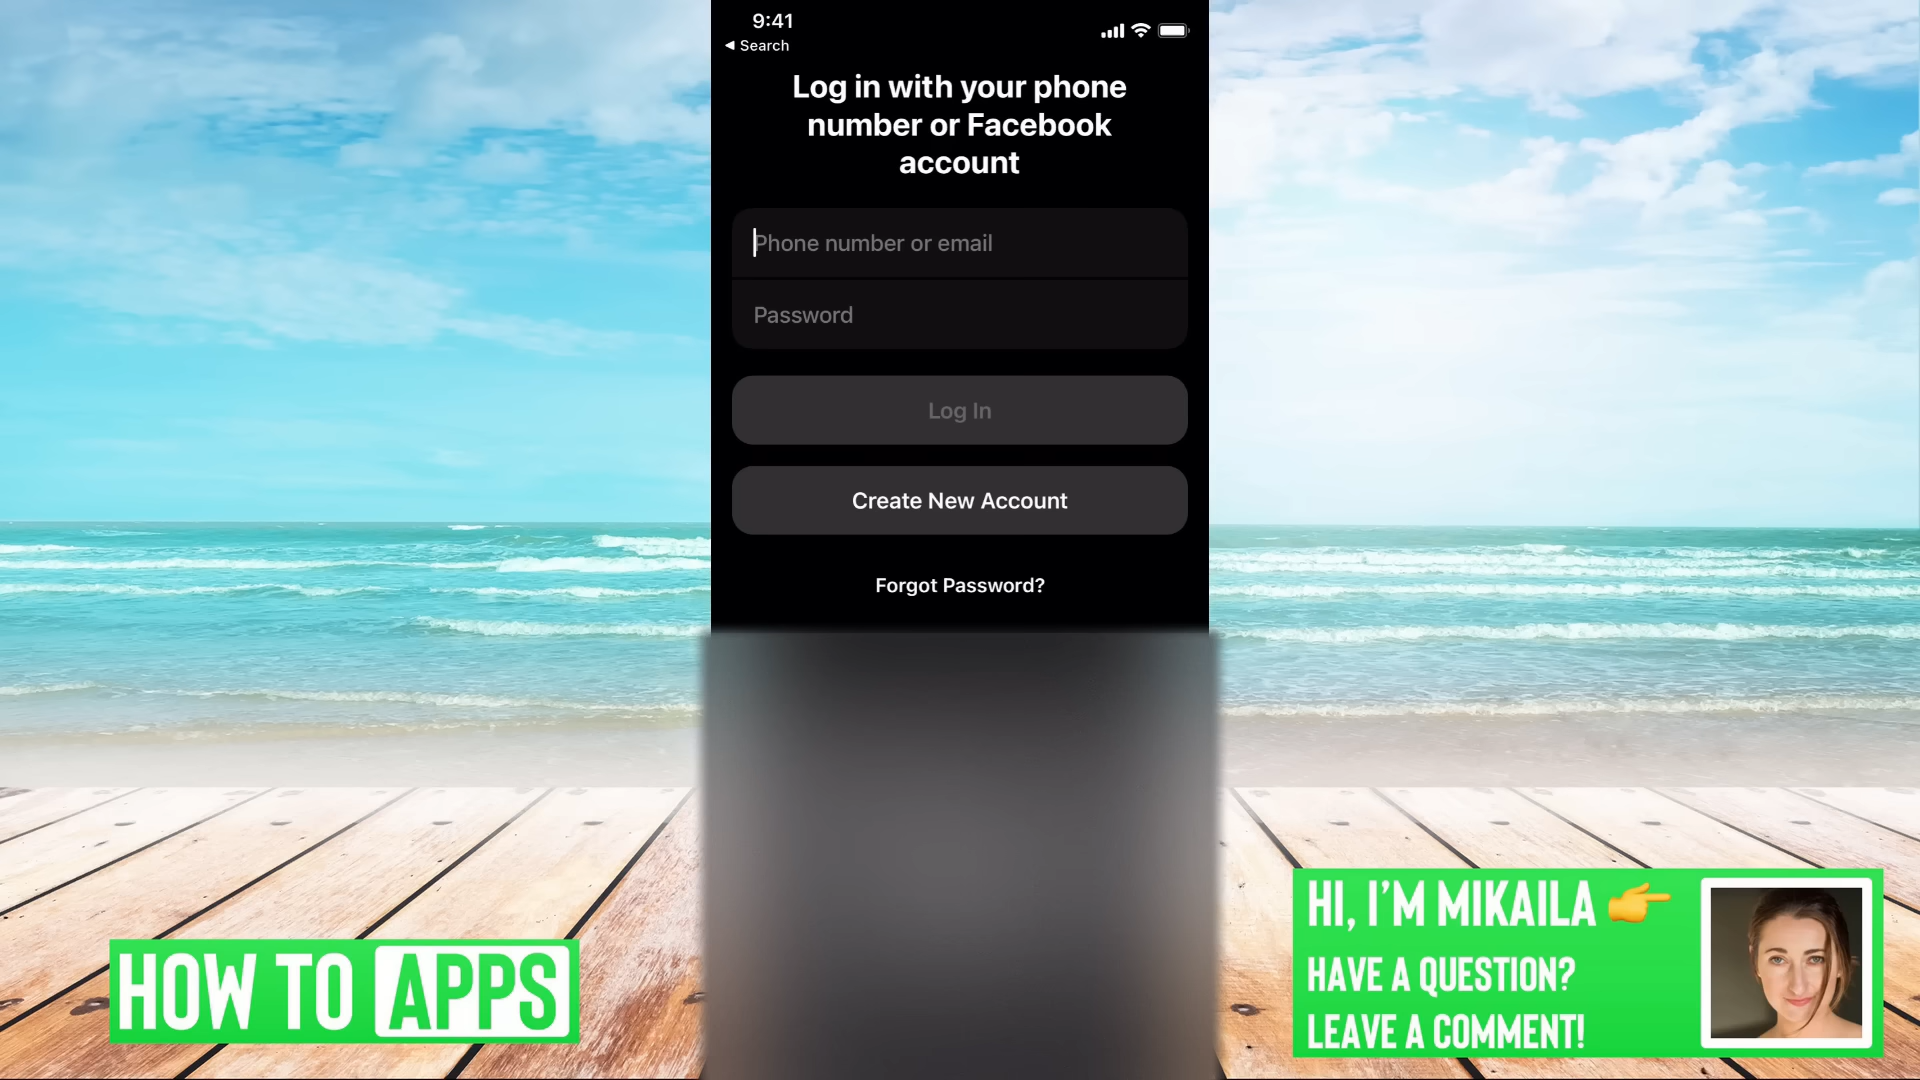 9:41
Search
Log in with your phone
number or Facebook
account
Phone number or email
Password
Log In
Create New Account
Forgot Password?
HOW TO APPS
HI, I'M MIKAILA
HAVE A QUESTION?
LEAVE A COMMENT!